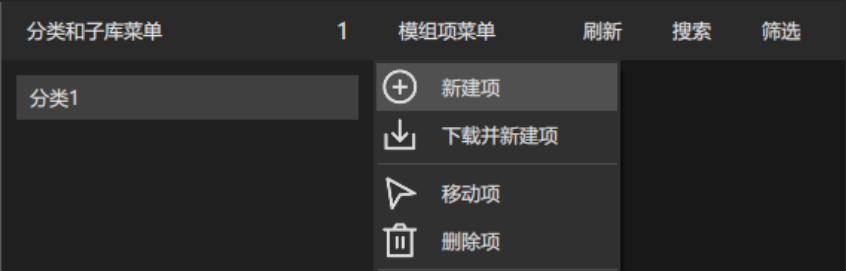 分类和子库菜单 1 模组项菜单 刷新 搜索 筛选
分类1
新建项
下载并新建项
移动项
删除项